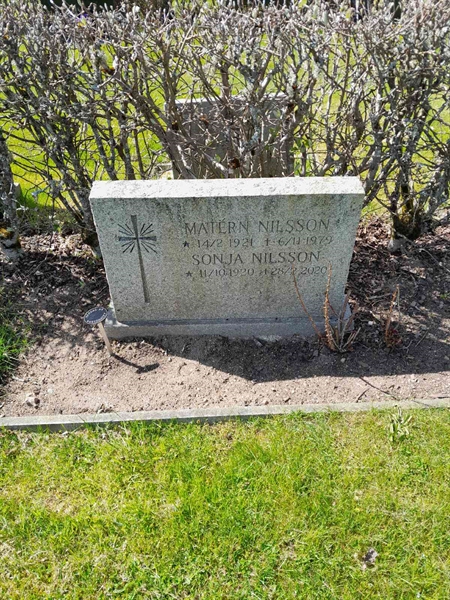 MATERN NILSSON
★ 14/2 1921 † 6/11 1979
SONJA NILSSON
★ 11/10 1920 † 28/2 2020